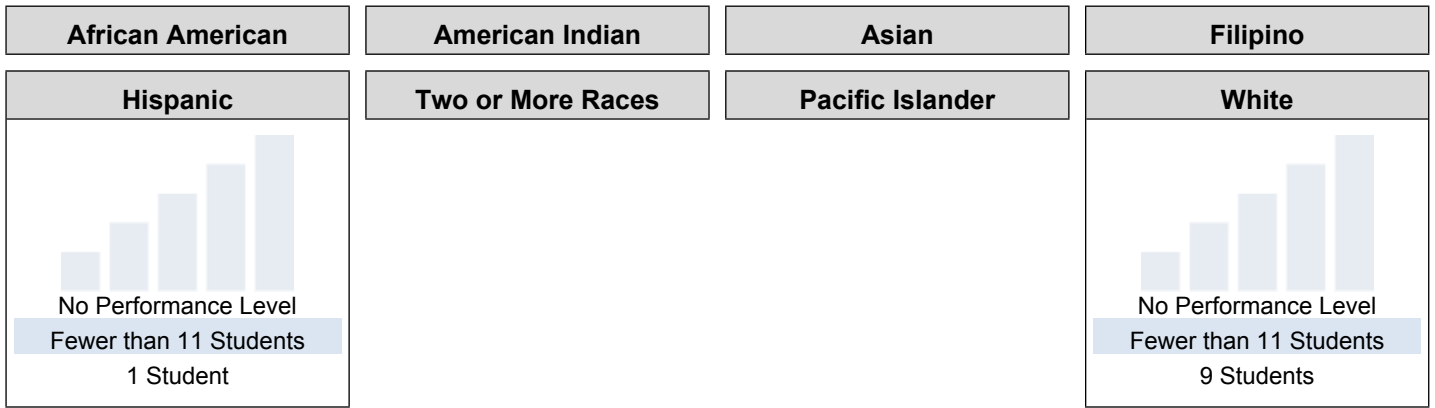 African American
American Indian
Asian
Filipino
Hispanic
Two or More Races
Pacific Islander
White
No Performance Level
Fewer than 11 Students
1 Student
No Performance Level
Fewer than 11 Students
9 Students